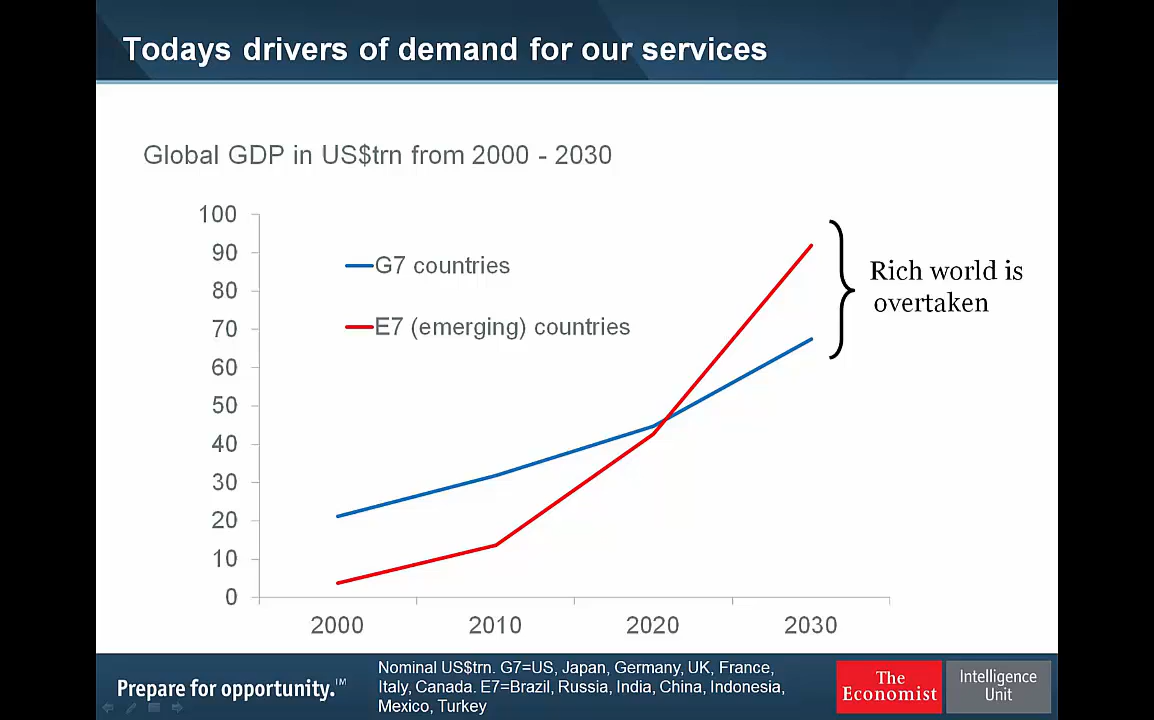 Todays drivers of demand for our services
Global GDP in US$trn from 2000 - 2030
100
90
80
70
60
50
40
30
20
10
0
G7 countries
E7 (emerging) countries
Rich world is
overtaken
2000 2010 2020 2030
Prepare for opportunity.™
Nominal US$trn. G7=US, Japan, Germany, UK, France,
Italy, Canada. E7=Brazil, Russia, India, China, Indonesia,
Mexico, Turkey
The
Economist
Intelligence
Unit